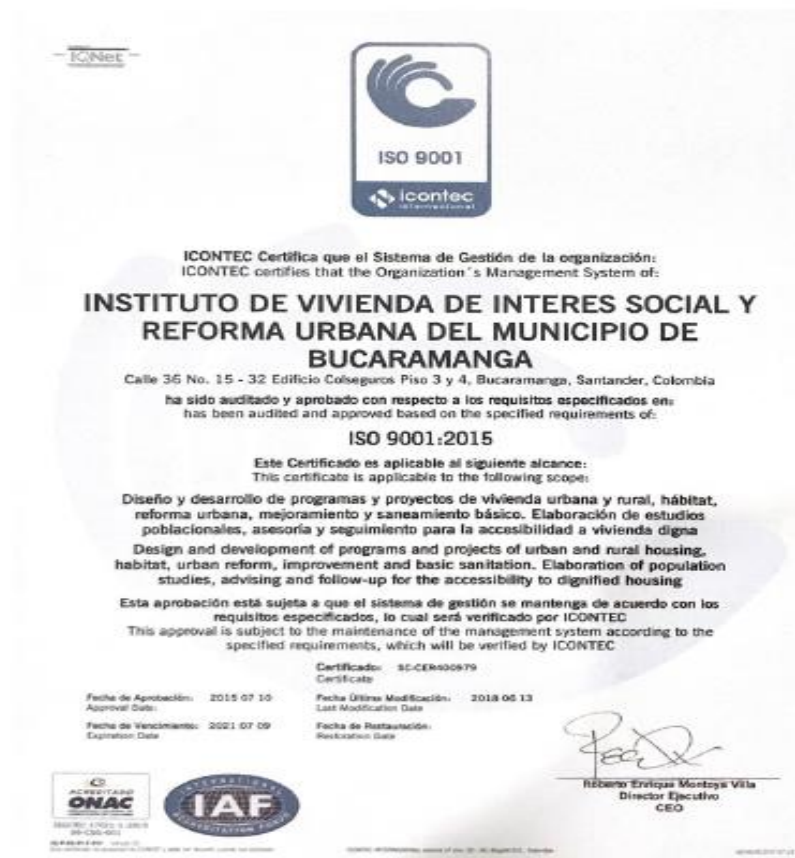 IQNet
ISO 9001
icontec
international
ICONTEC Certifica que el Sistema de Gestión de la organización:
ICONTEC certifies that the Organization´s Management System of:
INSTITUTO DE VIVIENDA DE INTERES SOCIAL Y
REFORMA URBANA DEL MUNICIPIO DE
BUCARAMANGA
Calle 36 No. 15 - 32 Edificio Colseguros Piso 3 y 4, Bucaramanga, Santander, Colombia
ha sido auditado y aprobado con respecto a los requisitos especificados en:
has been audited and approved based on the specified requirements of:
ISO 9001:2015
Este Certificado es aplicable al siguiente alcance:
This certificate is applicable to the following scope:
Diseño y desarrollo de programas y proyectos de vivienda urbana y rural, hábitat,
reforma urbana, mejoramiento y saneamiento básico. Elaboración de estudios
poblacionales, asesoría y seguimiento para la accesibilidad a vivienda digna
Design and development of programs and projects of urban and rural housing,
habitat, urban reform, improvement and basic sanitation. Elaboration of population
studies, advising and follow-up for the accessibility to dignified housing
Esta aprobación está sujeta a que el sistema de gestión se mantenga de acuerdo con los
requisitos especificados, lo cual será verificado por ICONTEC
This approval is subject to the maintenance of the management system according to the
specified requirements, which will be verified by ICONTEC
Certificado: SC-CER400979
Certificate
Fecha de Aprobación: 2015 07 10 Fecha Última Modificación: 2018 06 13
Approval Date: Last Modification Date
Fecha de Vencimiento: 2021 07 09 Fecha de Restauración:
Expiration Date Restoration Date
Roberto Enrique Montoya Villa
Director Ejecutivo
CEO
ACREDITADO
ONAC
INTERNATIONAL
IAF
ACCREDITATION FORUM